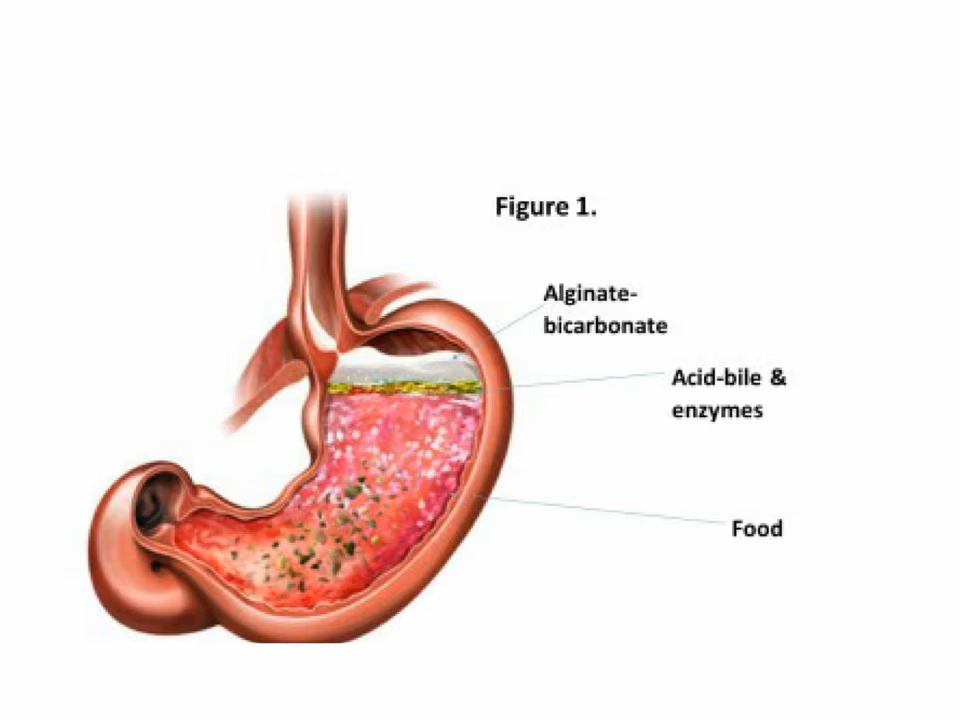 Figure 1.
Alginate-
bicarbonate
Acid-bile &
enzymes
Food